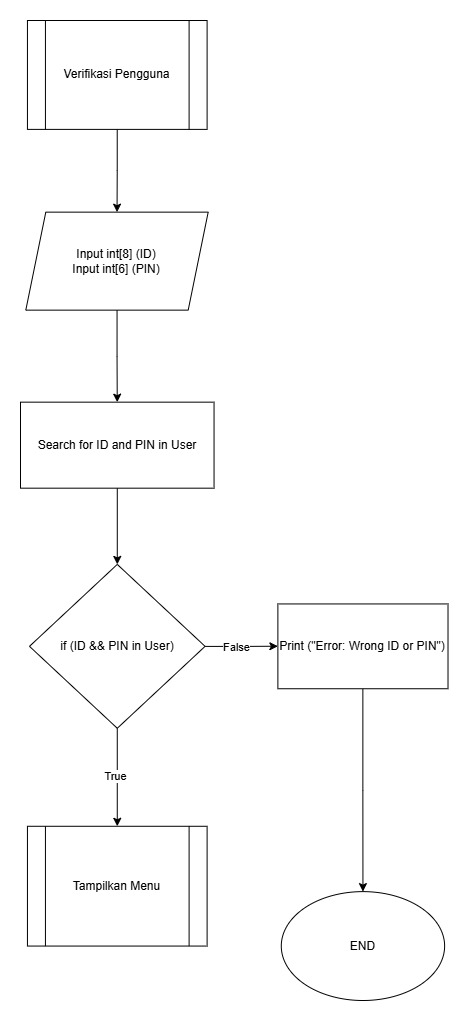 Verifikasi Pengguna
Input int[8] (ID)
Input int[6] (PIN)
Search for ID and PIN in User
if (ID && PIN in User)
False
Print ("Error: Wrong ID or PIN")
True
Tampilkan Menu
END